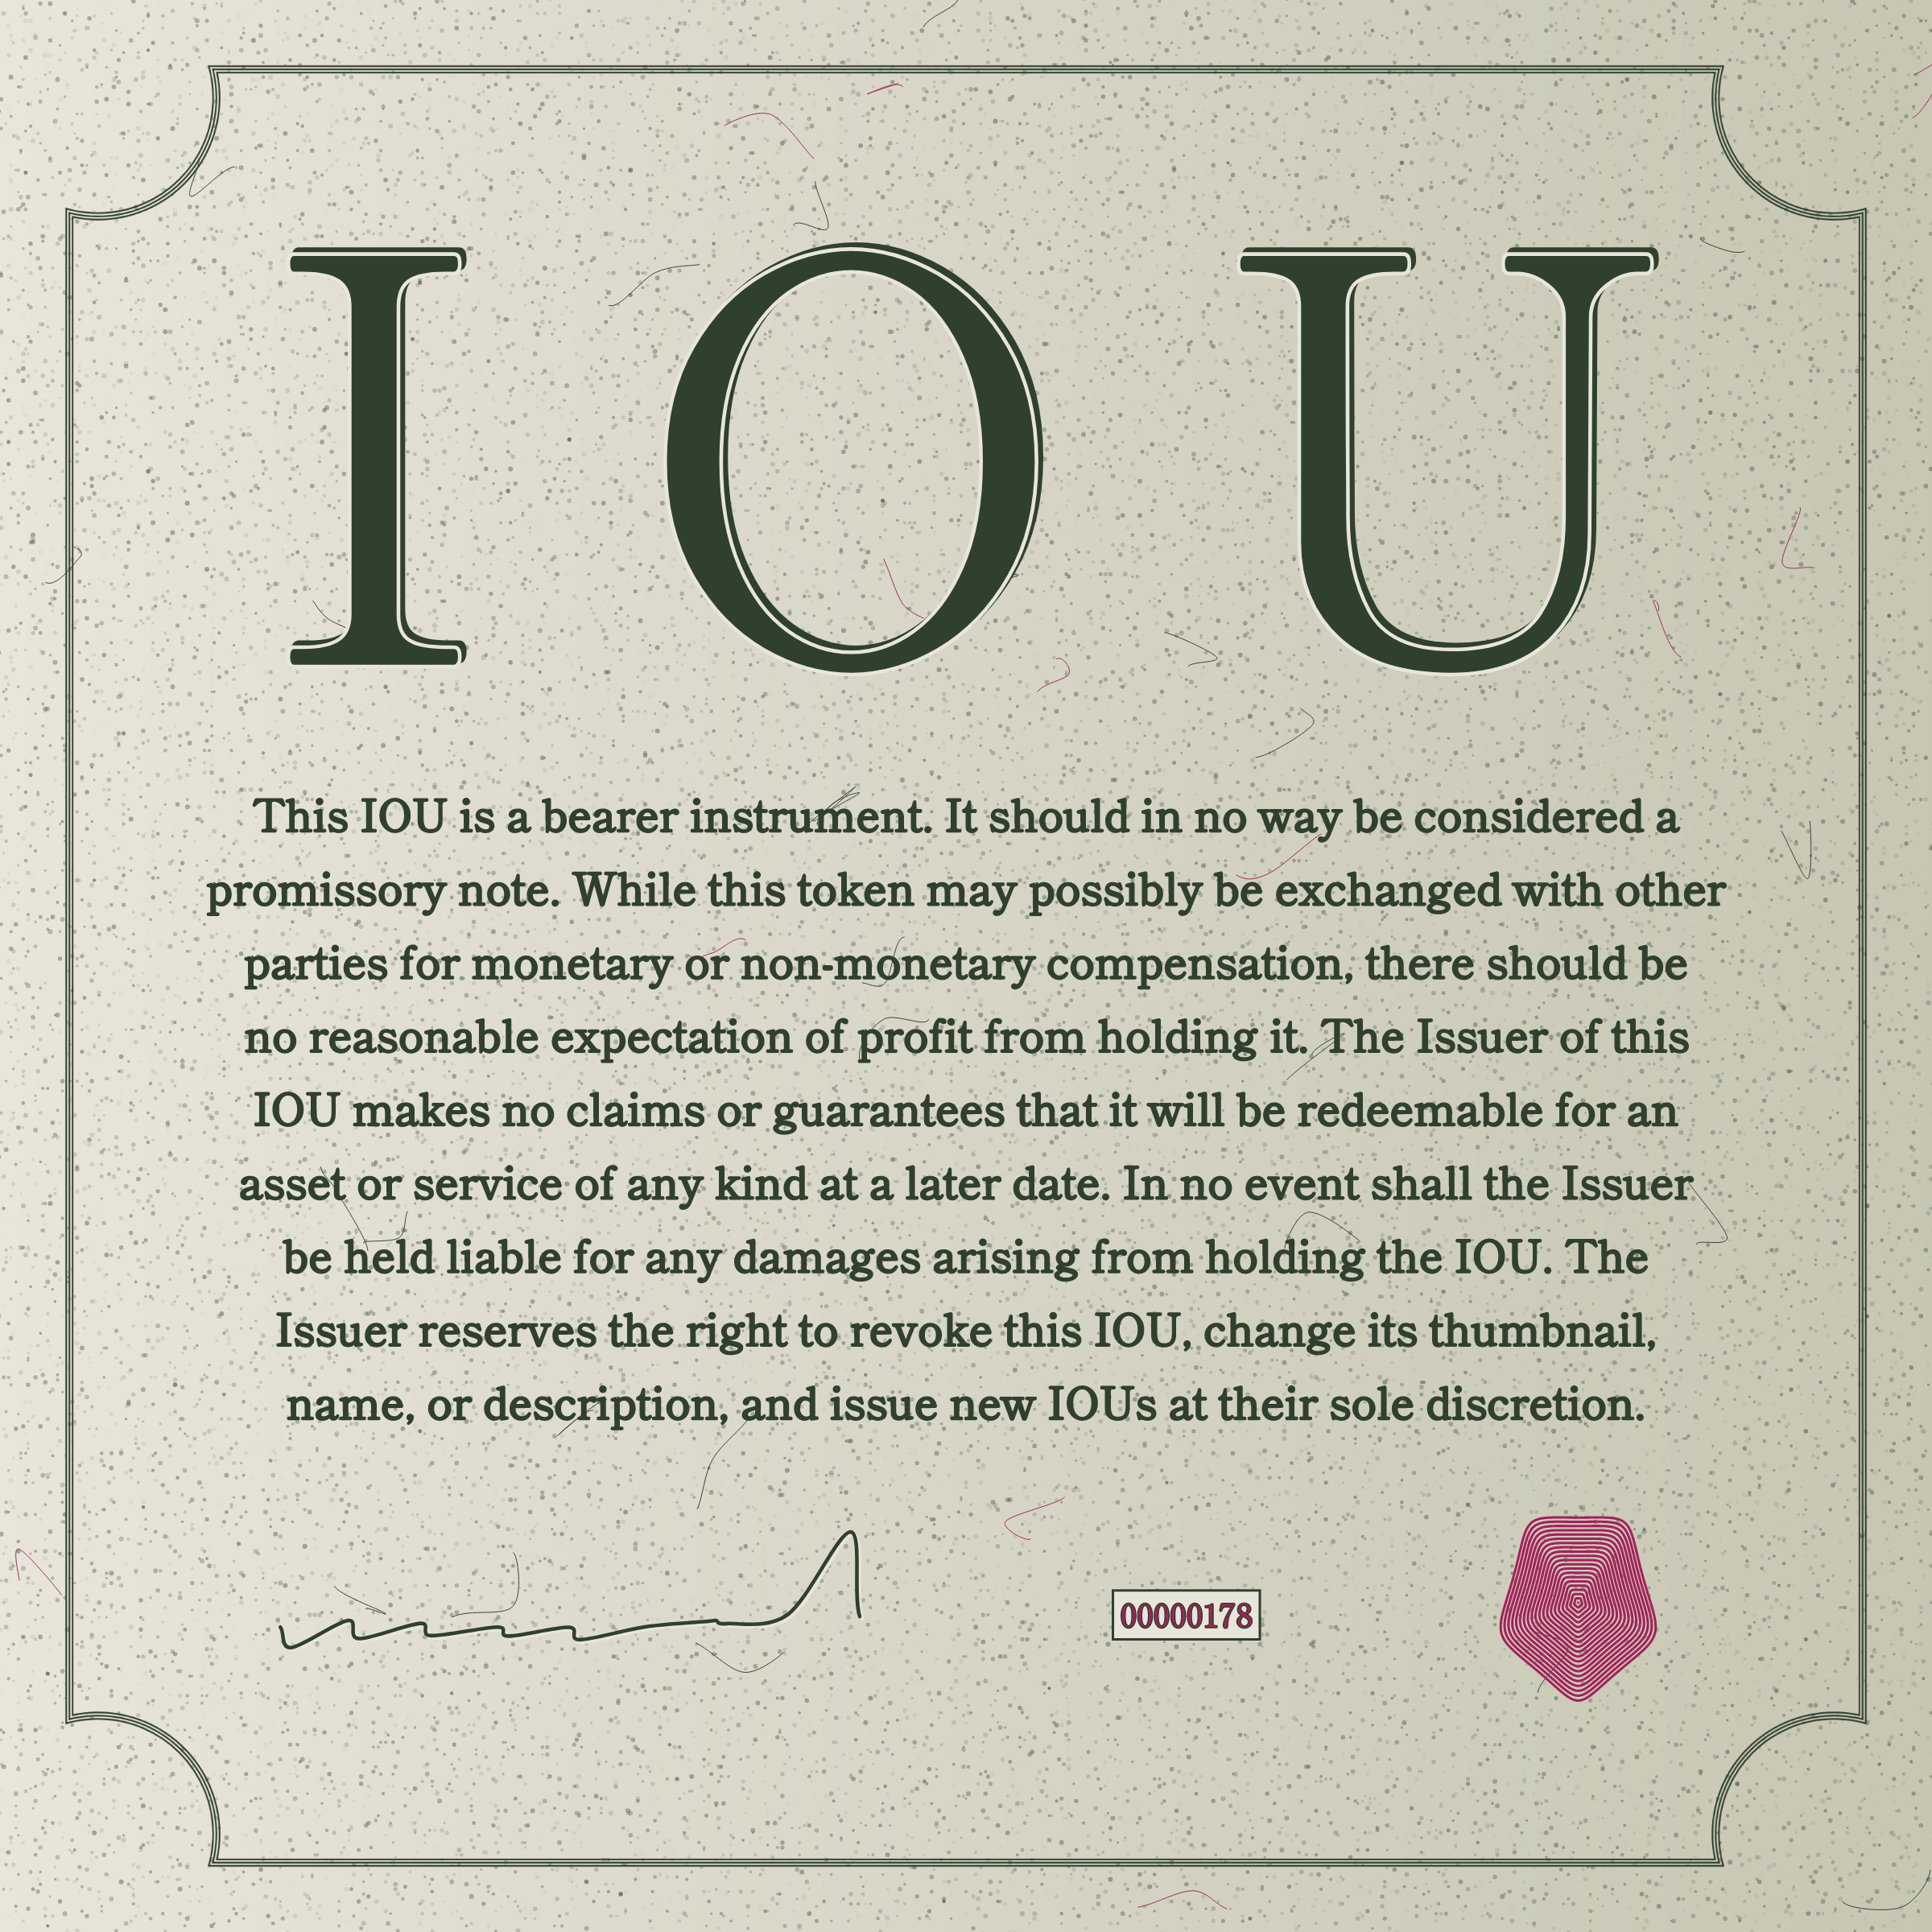 I O U
This IOU is a bearer instrument. It should in no way be considered a
promissory note. While this token may possibly be exchanged with other
parties for monetary or non-monetary compensation, there should be
no reasonable expectation of profit from holding it. The Issuer of this
IOU makes no claims or guarantees that it will be redeemable for an
asset or service of any kind at a later date. In no event shall the Issuer
be held liable for any damages arising from holding the IOU. The
Issuer reserves the right to revoke this IOU, change its thumbnail,
name, or description, and issue new IOUs at their sole discretion.
00000178